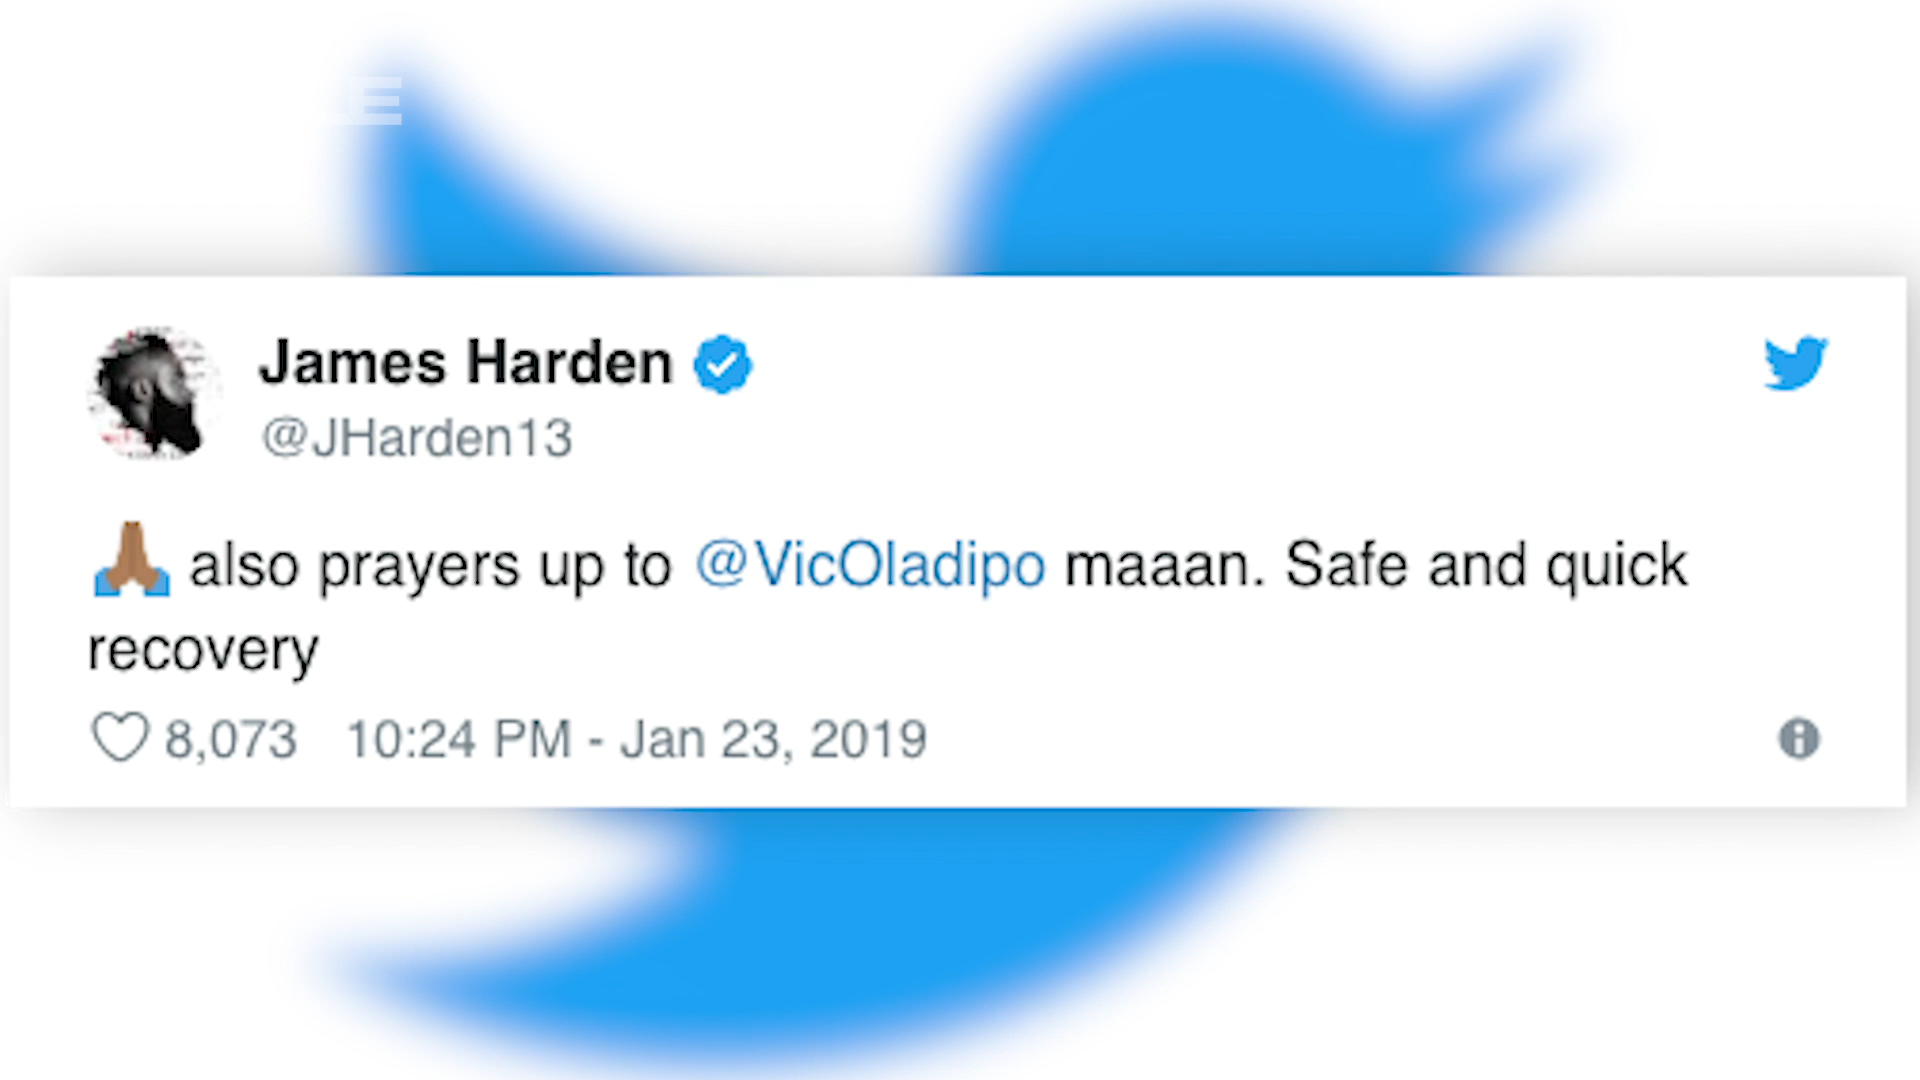 James Harden
@JHarden13
🙏🏽 also prayers up to @VicOladipo maaan. Safe and quick
recovery
8,073 10:24 PM - Jan 23, 2019